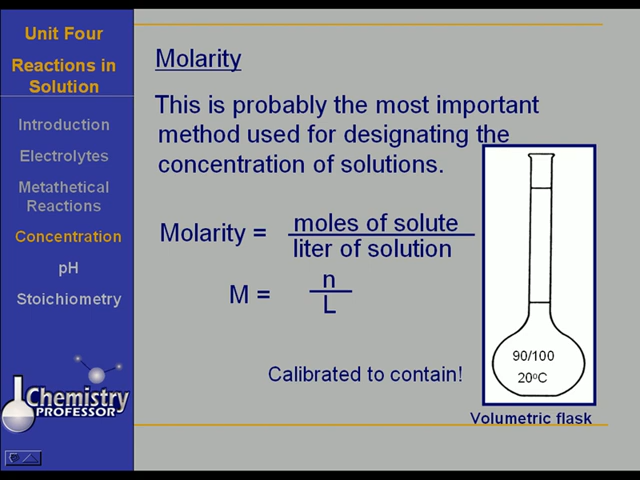 Unit Four
Reactions in
Solution
Introduction
Electrolytes
Metathetical
Reactions
Concentration
pH
Stoichiometry
Chemistry
PROFESSOR
Molarity
This is probably the most important
method used for designating the
concentration of solutions.
Molarity = moles of solute
liter of solution
M = n
L
Calibrated to contain!
90/100
20°C
Volumetric flask